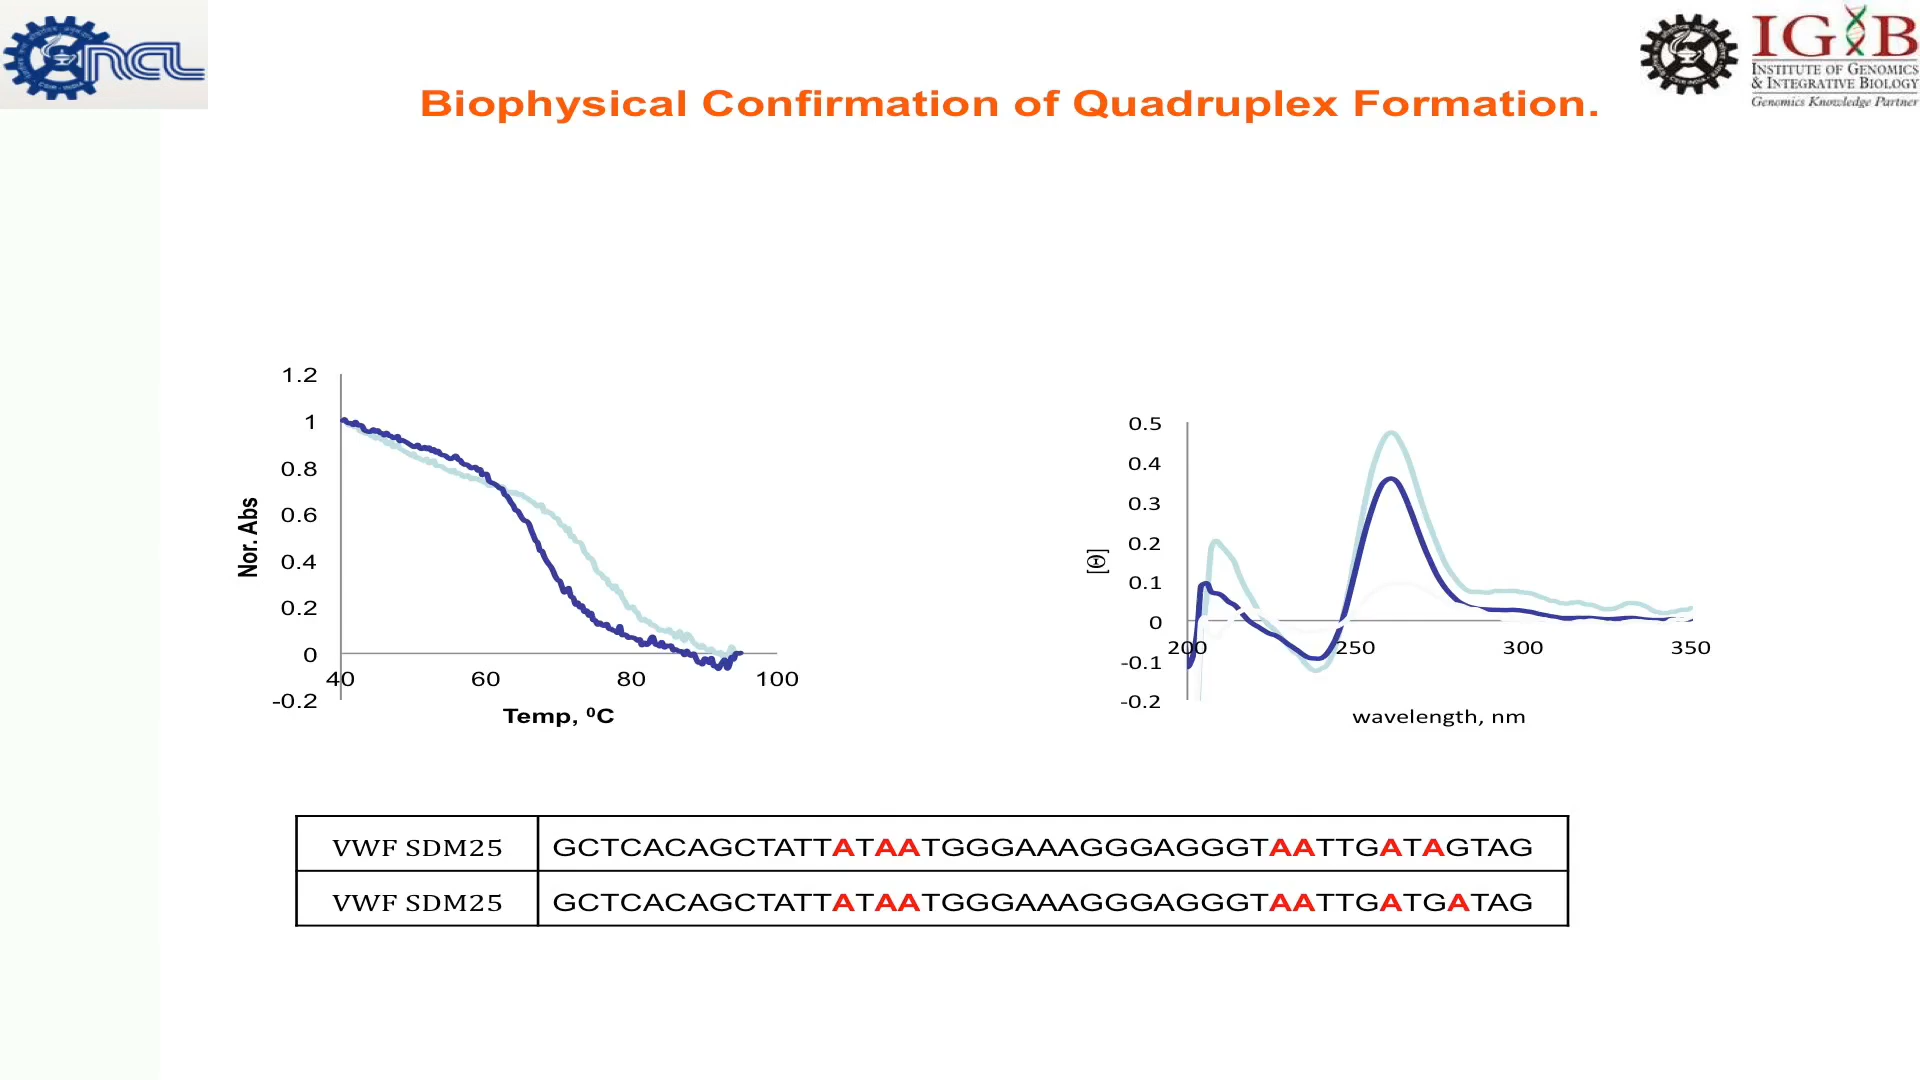 ncl
IGIB
INSTITUTE OF GENOMICS
& INTEGRATIVE BIOLOGY
Genomics Knowledge Partner
Biophysical Confirmation of Quadruplex Formation.
1.2
1
0.8
0.6
0.4
0.2
0
-0.2
Nor. Abs
40
60
80
100
Temp, ⁰C
0.5
0.4
0.3
0.2
0.1
0
-0.1
-0.2
[Θ]
200
250
300
350
wavelength, nm
VWF SDM25 GCTCACAGCTATTATAATGGGAAAGGGAGGGTAATTGATAGTAG
VWF SDM25 GCTCACAGCTATTATAATGGGAAAGGGAGGGTAATTGATGATAG